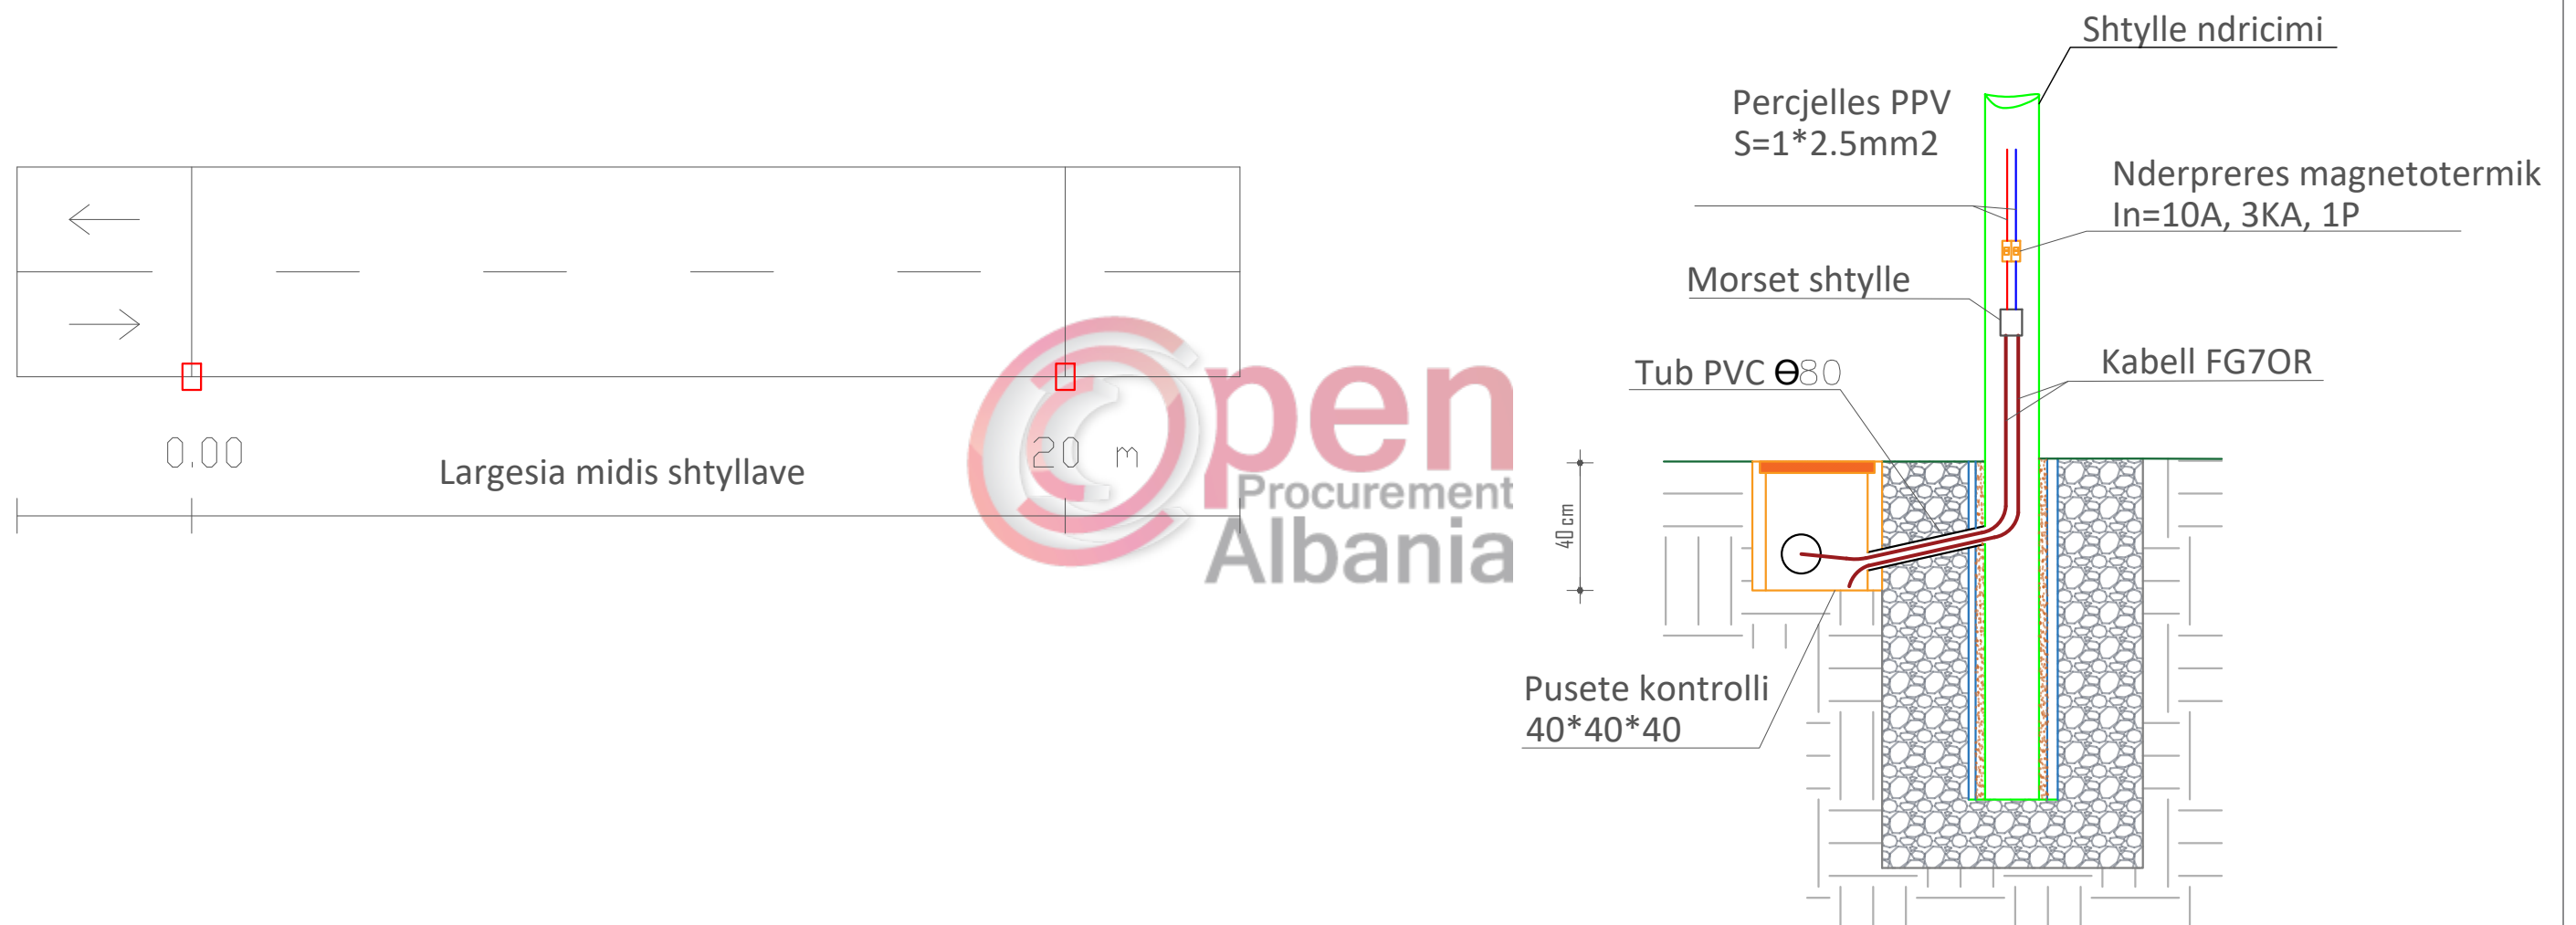 Shtylle ndricimi
Percjelles PPV
S=1*2.5mm2
Nderpreres magnetotermik
In=10A, 3KA, 1P
Morset shtylle
Tub PVC Ɵ80
Kabell FG7OR
0.00
20 m
Largesia midis shtyllave
Open
Procurement
Albania
40 cm
Pusete kontrolli
40*40*40